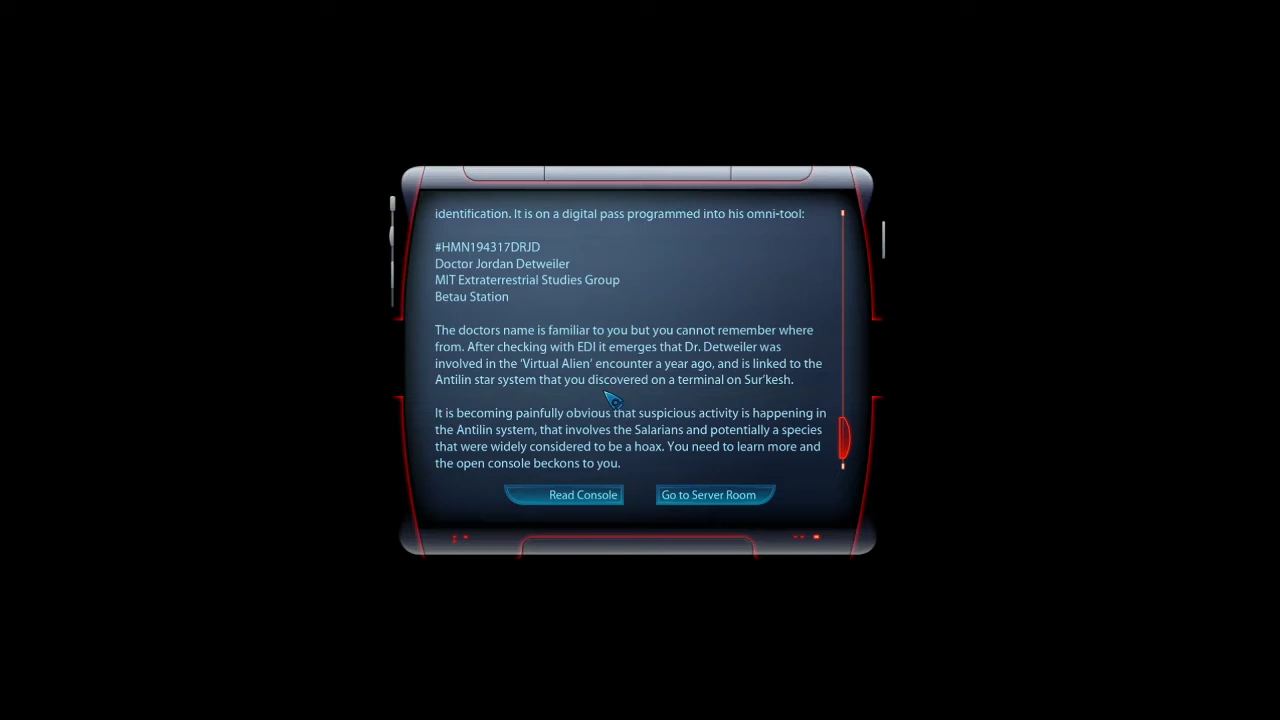 identification. It is on a digital pass programmed into his omni-tool:
#HMN194317DRJD
Doctor Jordan Detweiler
MIT Extraterrestrial Studies Group
Betau Station
The doctors name is familiar to you but you cannot remember where
from. After checking with EDI it emerges that Dr. Detweiler was
involved in the ‘Virtual Alien’ encounter a year ago, and is linked to the
Antilin star system that you discovered on a terminal on Sur’kesh.
It is becoming painfully obvious that suspicious activity is happening in
the Antilin system, that involves the Salarians and potentially a species
that were widely considered to be a hoax. You need to learn more and
the open console beckons to you.
Read Console
Go to Server Room